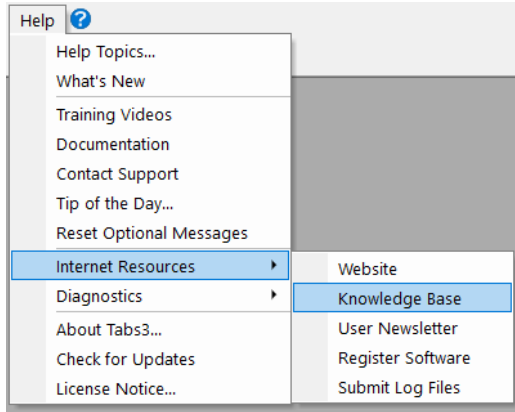 Help ?
Help Topics...
What's New
Training Videos
Documentation
Contact Support
Tip of the Day...
Reset Optional Messages
Internet Resources
Diagnostics
About Tabs3...
Check for Updates
License Notice...
Website
Knowledge Base
User Newsletter
Register Software
Submit Log Files